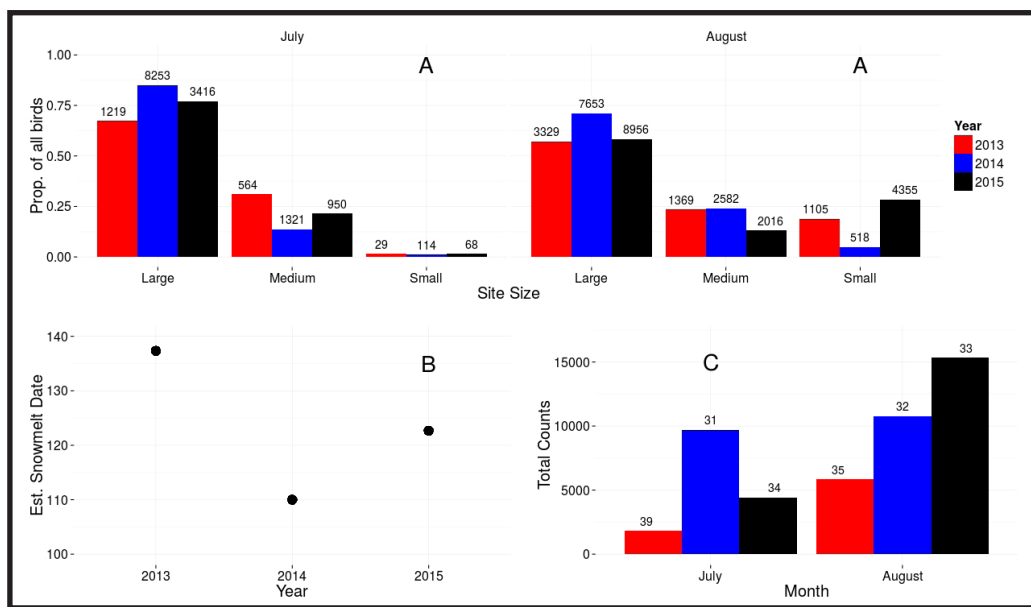 July August
1.00
0.75
0.50
0.25
0.00
Prop. of all birds
A A
1219 8253 3416
564 1321 950
29 114 68
3329 7653 8956
1369 2582 2016
1105 518 4355
Large Medium Small Large Medium Small
Site Size
Year
2013
2014
2015
140
130
120
110
100
Est. Snowmelt Date
B
2013 2014 2015
Year
15000
10000
5000
0
Total Counts
C
39 31 34 35 32 33
July August
Month